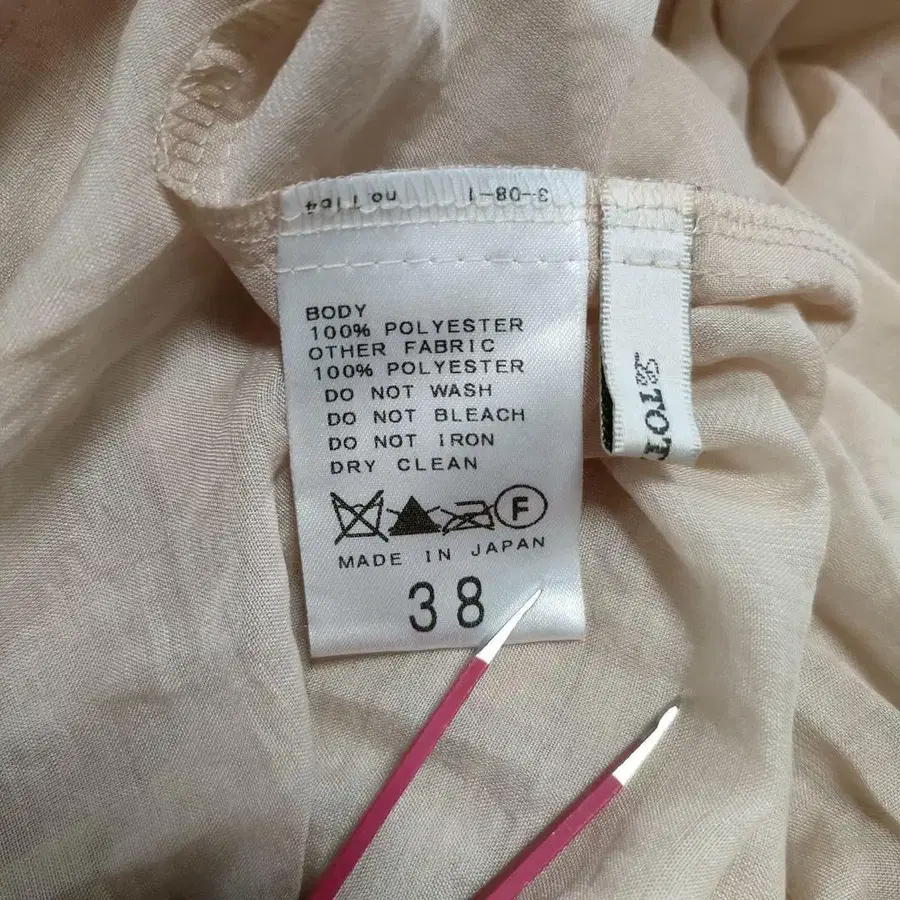 3-08-1
BODY
100% POLYESTER
OTHER FABRIC
100% POLYESTER
DO NOT WASH
DO NOT BLEACH
DO NOT IRON
DRY CLEAN
F
MADE IN JAPAN
38